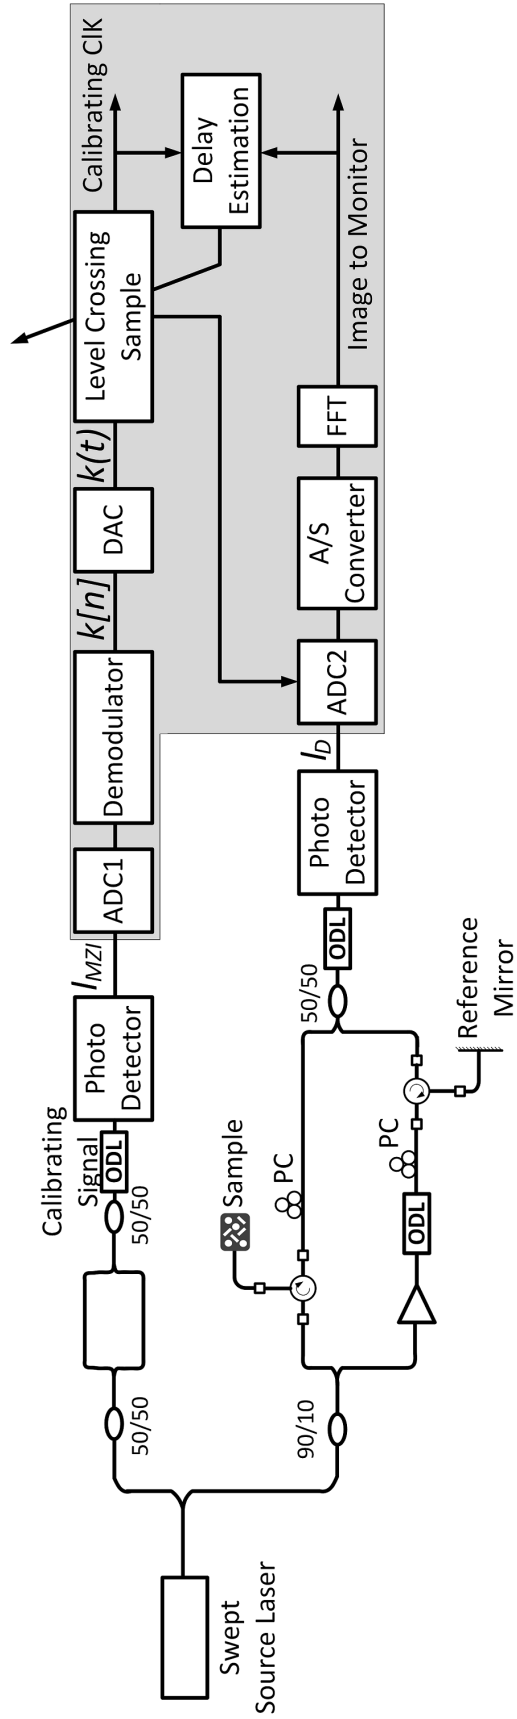 Swept
Source Laser
50/50
Calibrating
Signal
50/50
ODL
Photo
Detector
I_MZI
ADC1
Demodulator
k[n]
DAC
k(t)
Level Crossing
Sample
Calibrating ClK
Delay
Estimation
90/10
Sample
PC
ODL
PC
Reference
Mirror
50/50
ODL
Photo
Detector
I_D
ADC2
A/S
Converter
FFT
Image to Monitor